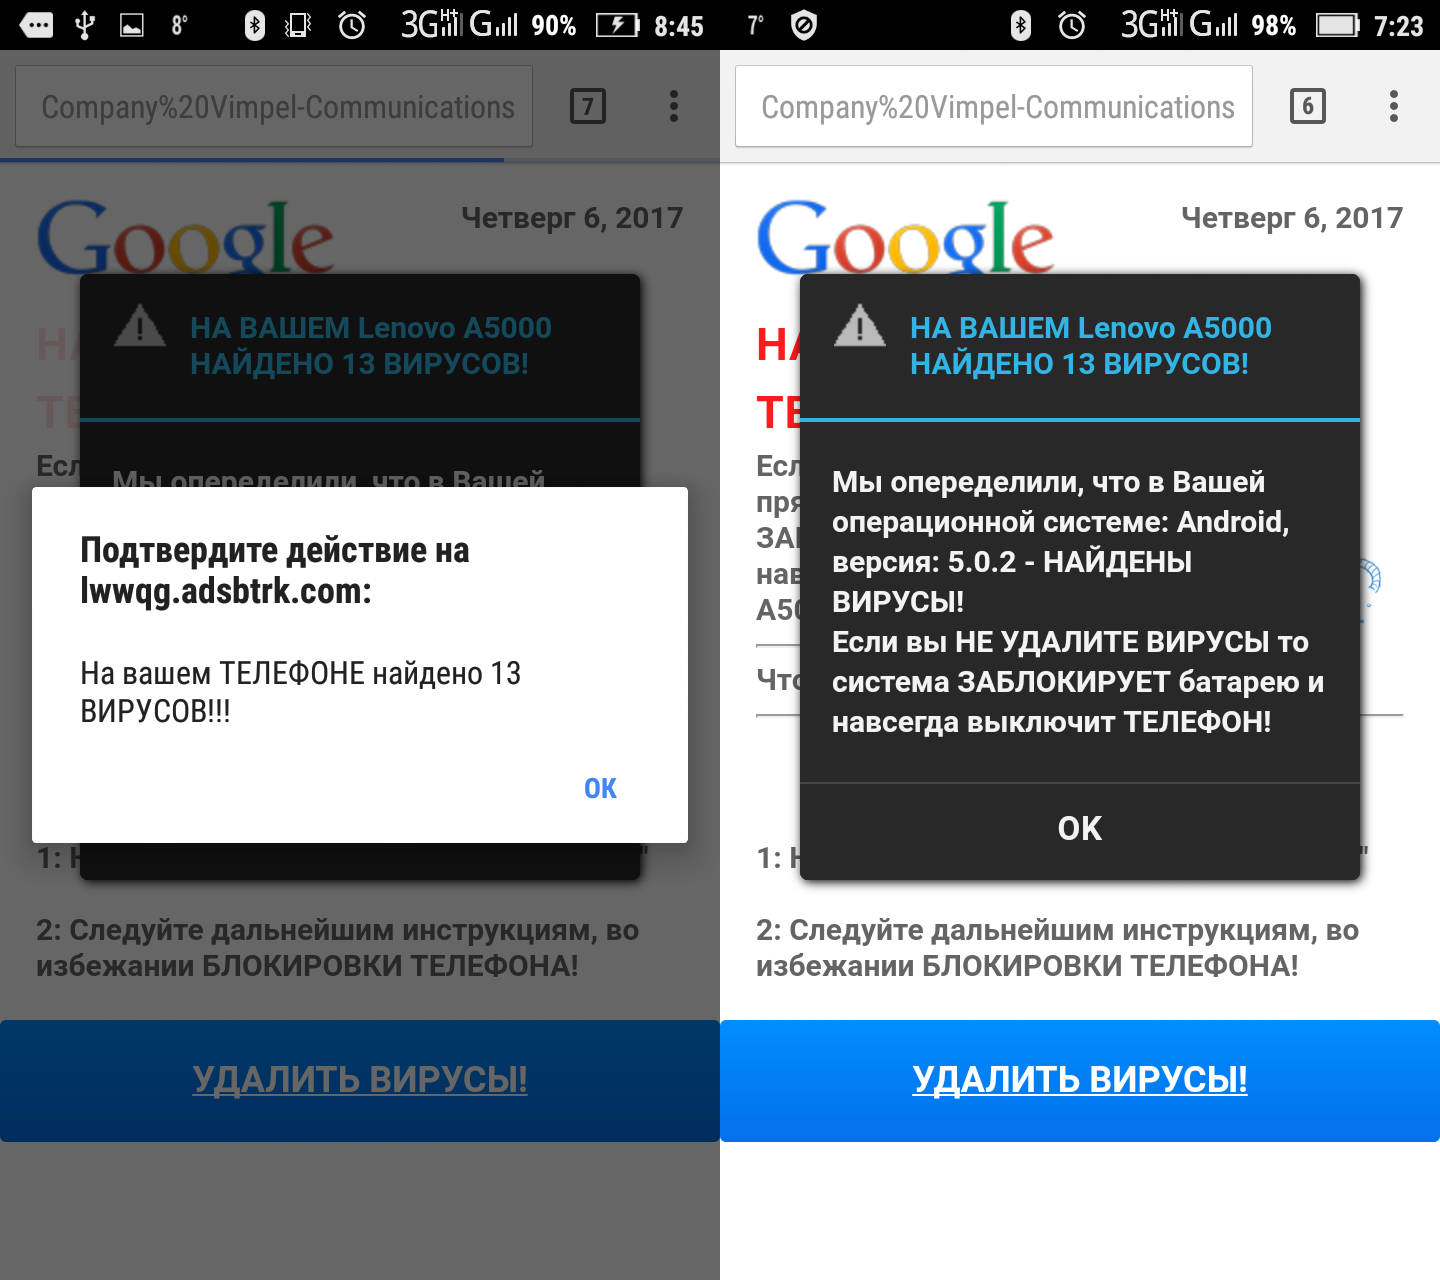 8°
3G H+ G 90% 8:45
Company%20Vimpel-Communications
7
Google
Четверг 6, 2017
НА ВАШЕМ Lenovo A5000
НАЙДЕНО 13 ВИРУСОВ!
Мы опеределили, что в Вашей
Подтвердите действие на
lwwqg.adsbtrk.com:
На вашем ТЕЛЕФОНЕ найдено 13
ВИРУСОВ!!!
OK
1:
2: Следуйте дальнейшим инструкциям, во
избежании БЛОКИРОВКИ ТЕЛЕФОНА!
УДАЛИТЬ ВИРУСЫ!
7°
3G H+ G 98% 7:23
Company%20Vimpel-Communications
6
Google
Четверг 6, 2017
НА ВАШЕМ Lenovo A5000
НАЙДЕНО 13 ВИРУСОВ!
Мы опеределили, что в Вашей
операционной системе: Android,
версия: 5.0.2 - НАЙДЕНЫ
ВИРУСЫ!
Если вы НЕ УДАЛИТЕ ВИРУСЫ то
система ЗАБЛОКИРУЕТ батарею и
навсегда выключит ТЕЛЕФОН!
OK
1:
2: Следуйте дальнейшим инструкциям, во
избежании БЛОКИРОВКИ ТЕЛЕФОНА!
УДАЛИТЬ ВИРУСЫ!